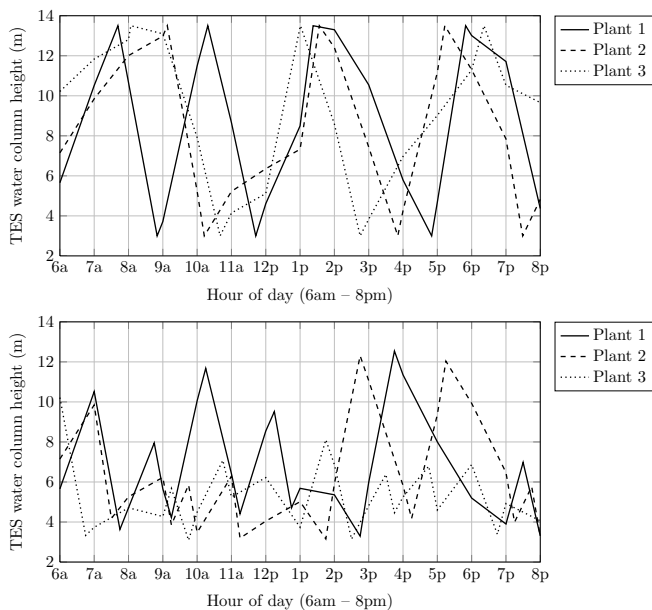 14
12
10
8
6
4
2
TES water column height (m)
6a 7a 8a 9a 10a 11a 12p 1p 2p 3p 4p 5p 6p 7p 8p
Hour of day (6am – 8pm)
Plant 1
Plant 2
Plant 3
14
12
10
8
6
4
2
TES water column height (m)
6a 7a 8a 9a 10a 11a 12p 1p 2p 3p 4p 5p 6p 7p 8p
Hour of day (6am – 8pm)
Plant 1
Plant 2
Plant 3